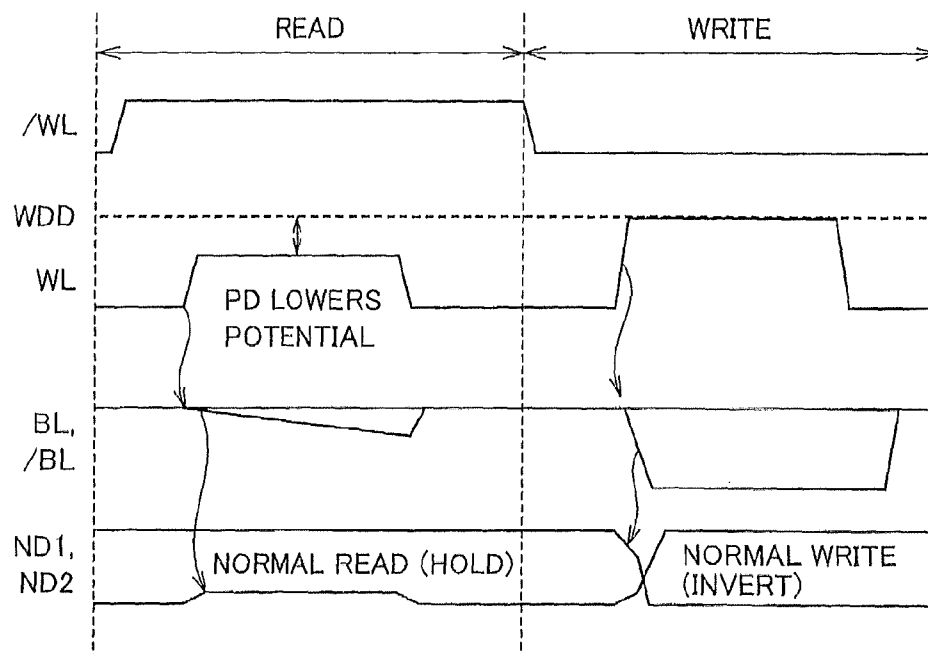 READ
WRITE
/WL
WDD
WL
PD LOWERS
POTENTIAL
BL,
/BL
ND1,
ND2
NORMAL READ (HOLD)
NORMAL WRITE
(INVERT)